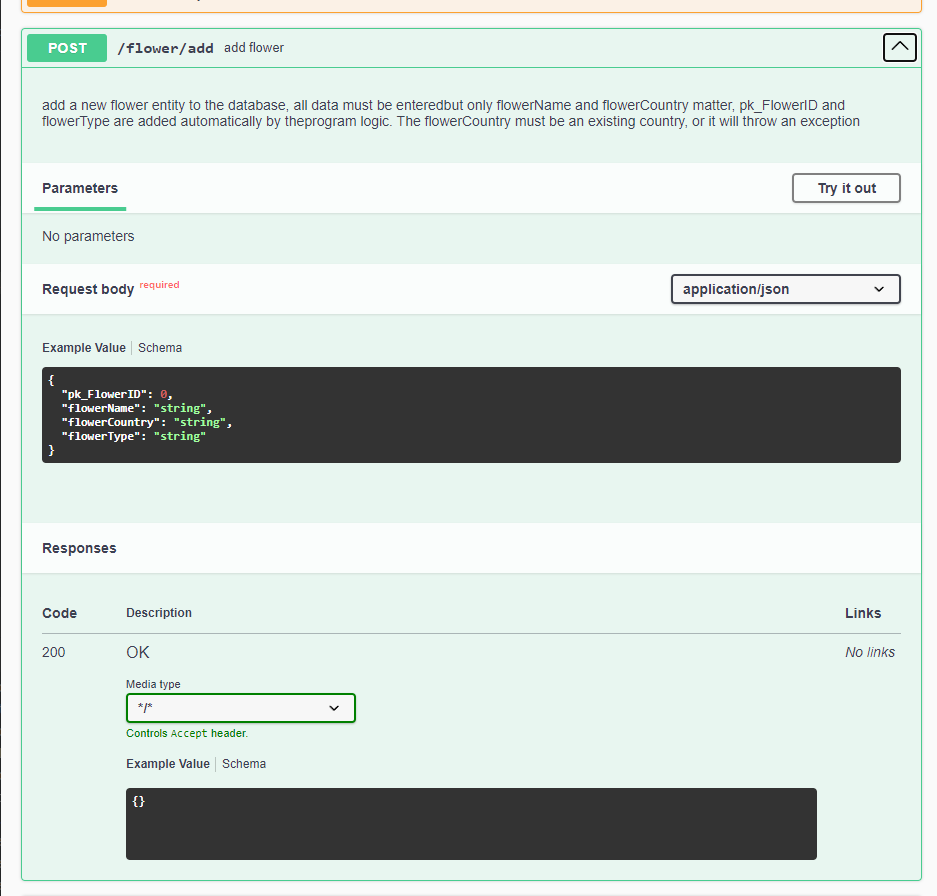 POST /flower/add add flower
add a new flower entity to the database, all data must be enteredbut only flowerName and flowerCountry matter, pk_FlowerID and
flowerType are added automatically by theprogram logic. The flowerCountry must be an existing country, or it will throw an exception
Parameters Try it out
No parameters
Request body required application/json
Example Value Schema
{
"pk_FlowerID": 0,
"flowerName": "string",
"flowerCountry": "string",
"flowerType": "string"
}
Responses
Code Description Links
200 OK No links
Media type
*/*
Controls Accept header.
Example Value Schema
{}